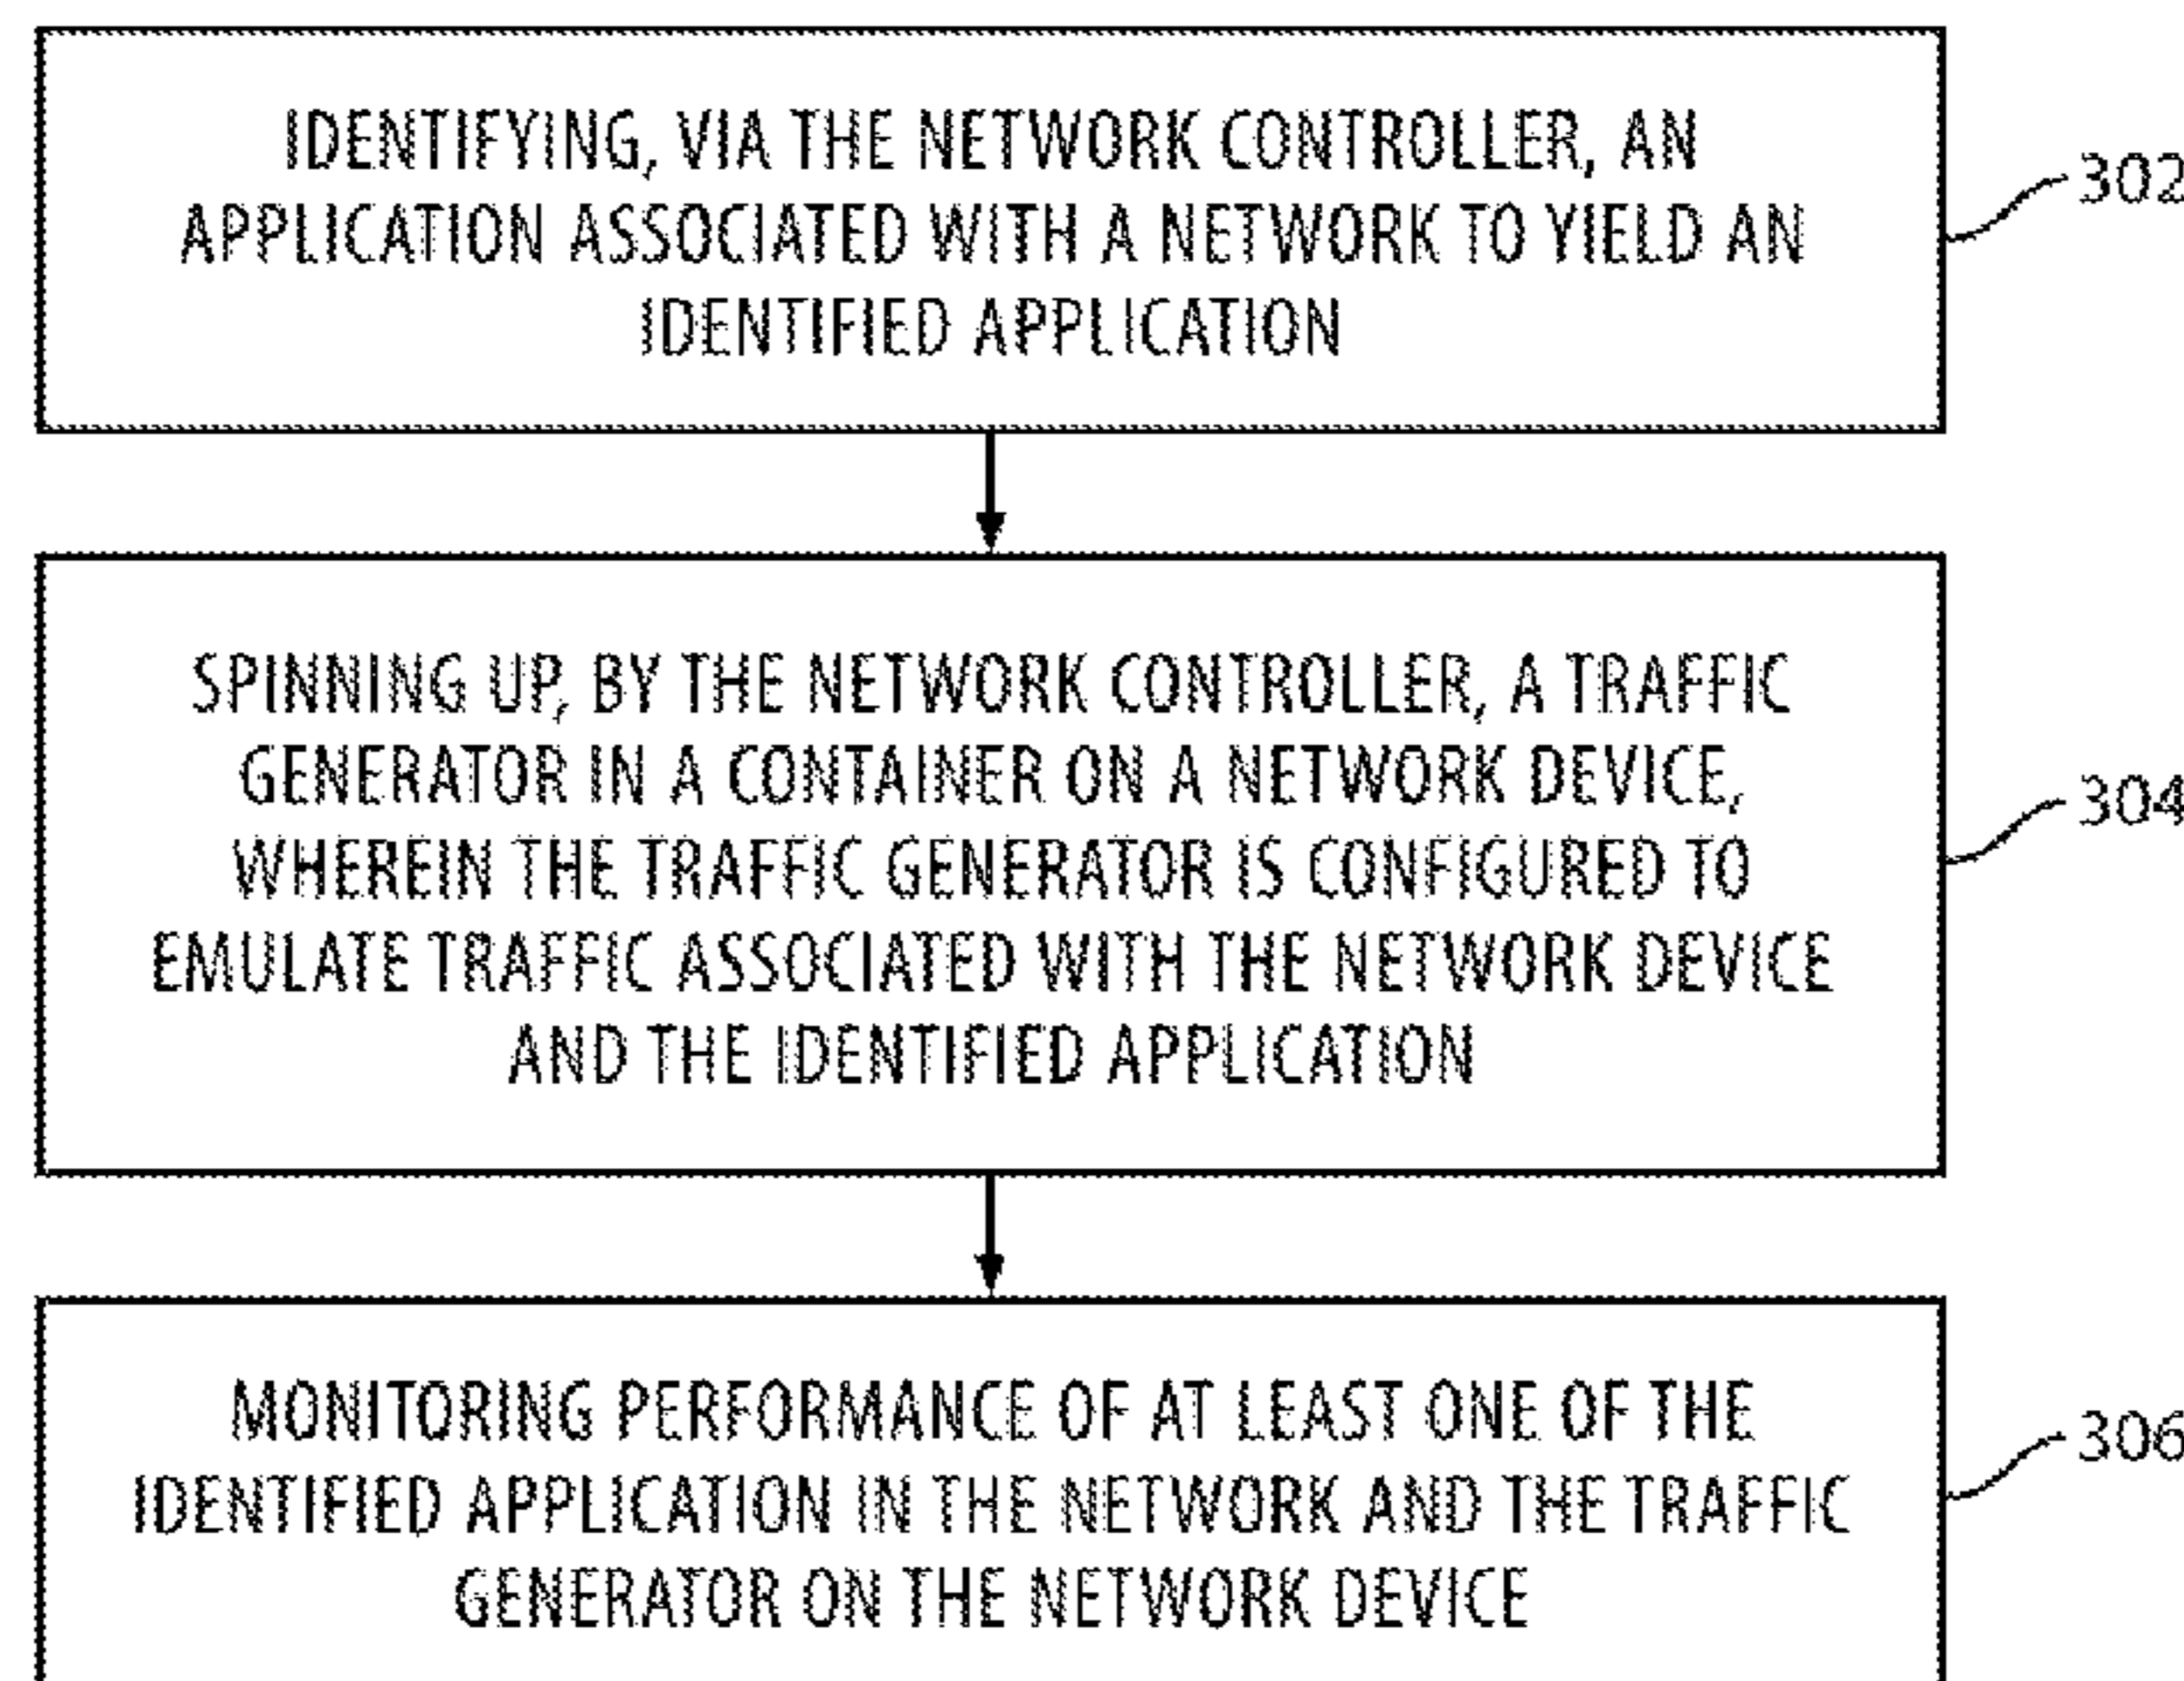 IDENTIFYING, VIA THE NETWORK CONTROLLER, AN
APPLICATION ASSOCIATED WITH A NETWORK TO YIELD AN
IDENTIFIED APPLICATION
302
SPINNING UP, BY THE NETWORK CONTROLLER, A TRAFFIC
GENERATOR IN A CONTAINER ON A NETWORK DEVICE,
WHEREIN THE TRAFFIC GENERATOR IS CONFIGURED TO
EMULATE TRAFFIC ASSOCIATED WITH THE NETWORK DEVICE
AND THE IDENTIFIED APPLICATION
304
MONITORING PERFORMANCE OF AT LEAST ONE OF THE
IDENTIFIED APPLICATION IN THE NETWORK AND THE TRAFFIC
GENERATOR ON THE NETWORK DEVICE
306